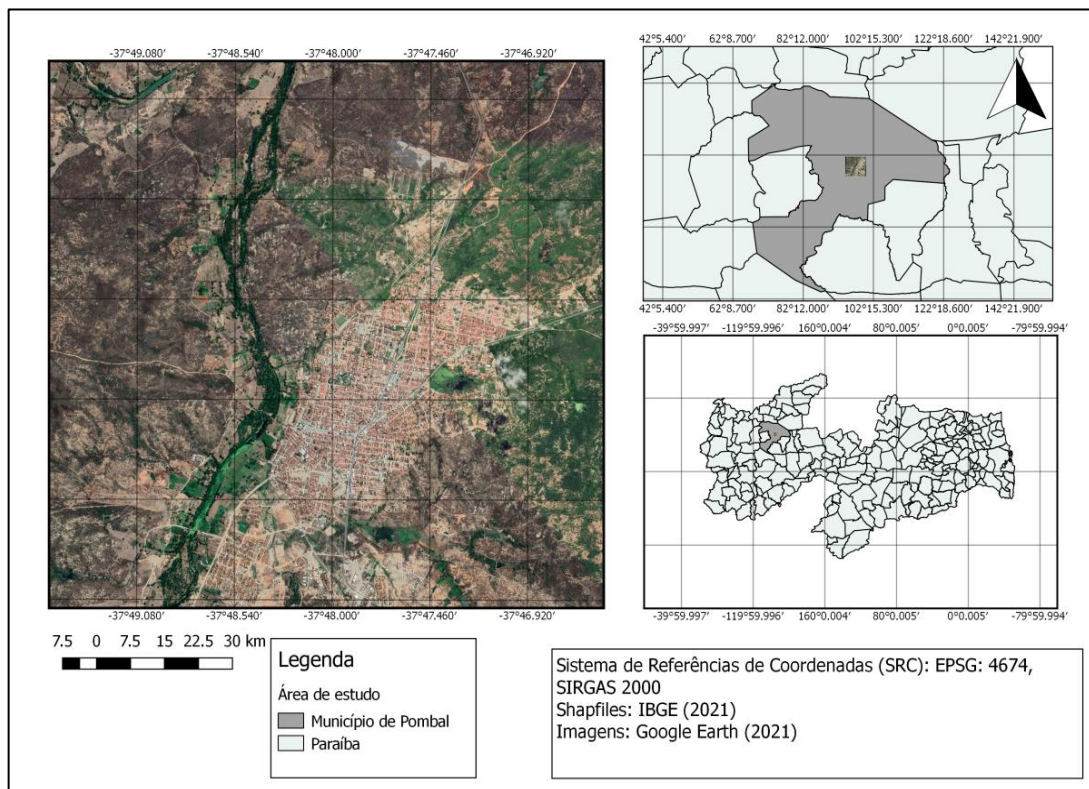 -37°49.080′ -37°48.540′ -37°48.000′ -37°47.460′ -37°46.920′
-37°49.080′ -37°48.540′ -37°48.000′ -37°47.460′ -37°46.920′
7.5 0 7.5 15 22.5 30 km
Legenda
Área de estudo
Município de Pombal
Paraíba
42°5.400′ 62°8.700′ 82°12.000′ 102°15.300′ 122°18.600′ 142°21.900′
42°5.400′ 62°8.700′ 82°12.000′ 102°15.300′ 122°18.600′ 142°21.900′
-39°59.997′ -119°59.996′ 160°0.004′ 80°0.005′ 0°0.005′ -79°59.994′
-39°59.997′ -119°59.996′ 160°0.004′ 80°0.005′ 0°0.005′ -79°59.994′
Sistema de Referências de Coordenadas (SRC): EPSG: 4674,
SIRGAS 2000
Shapfiles: IBGE (2021)
Imagens: Google Earth (2021)